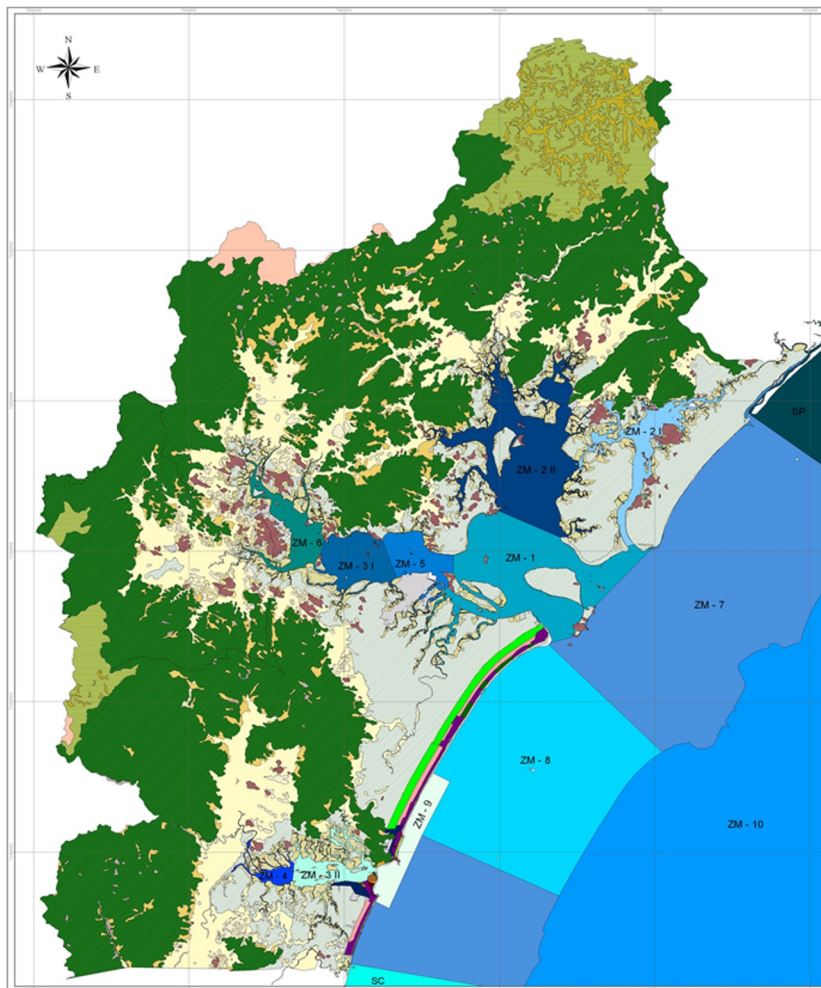 N
W E
S
SP
ZM - 2 I
ZM - 2 II
ZM - 6
ZM - 3 I
ZM - 5
ZM - 1
ZM - 7
ZM - 8
ZM - 9
ZM - 10
ZM - 4
ZM - 3 II
SC